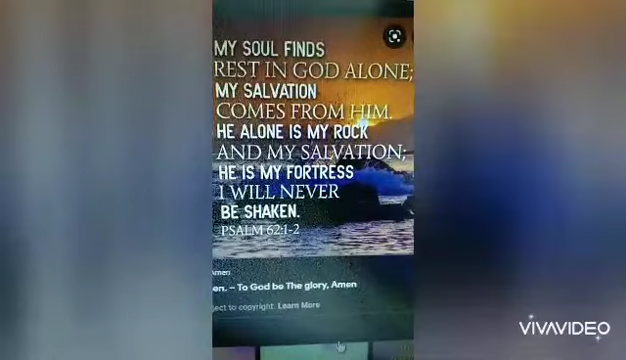 MY SOUL FINDS
REST IN GOD ALONE;
MY SALVATION
COMES FROM HIM.
HE ALONE IS MY ROCK
AND MY SALVATION;
HE IS MY FORTRESS
I WILL NEVER
BE SHAKEN.
PSALM 62:1-2
Amen
en. – To God be The glory, Amen
ject to copyright. Learn More
VIVAVIDEO